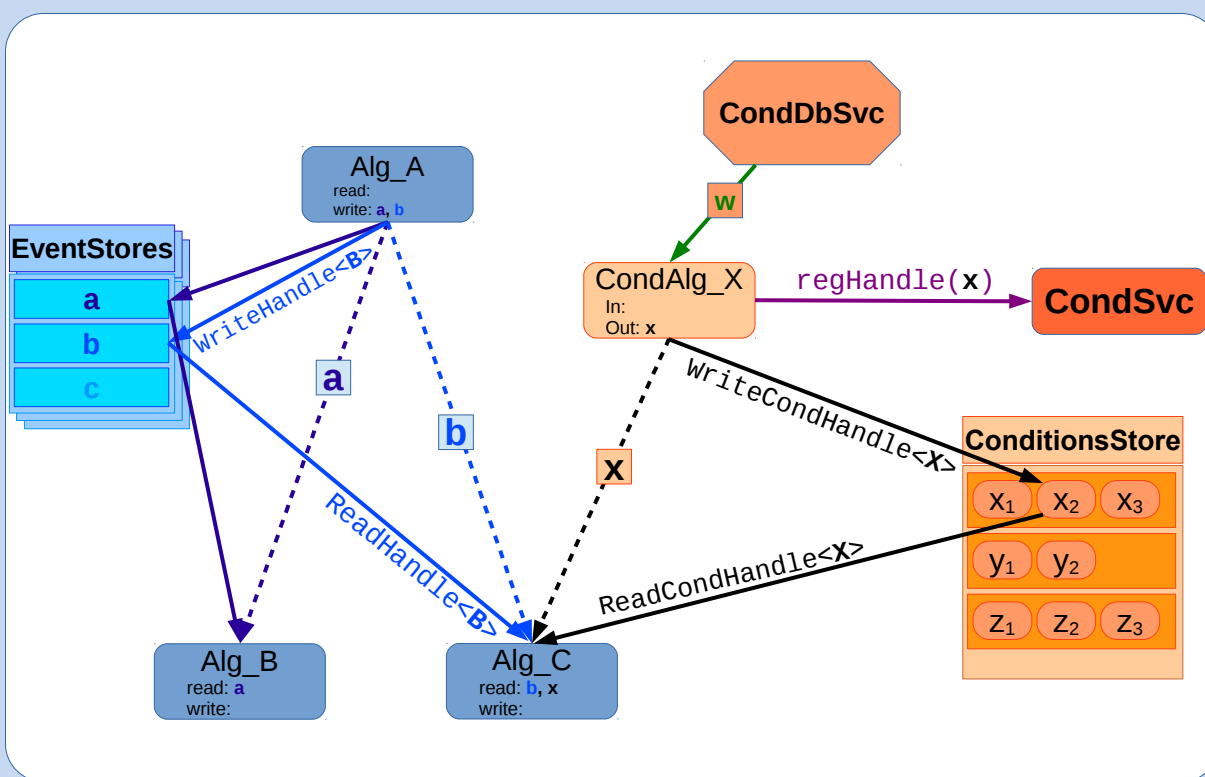 CondDbSvc
w
Alg_A
read:
write: a, b
EventStores
a
b
c
WriteHandle<B>
a
b
ReadHandle<B>
CondAlg_X
In:
Out: x
regHandle(x)
CondSvc
WriteCondHandle<X>
x
ConditionsStore
x1 x2 x3
y1 y2
z1 z2 z3
ReadCondHandle<X>
Alg_B
read: a
write:
Alg_C
read: b, x
write: